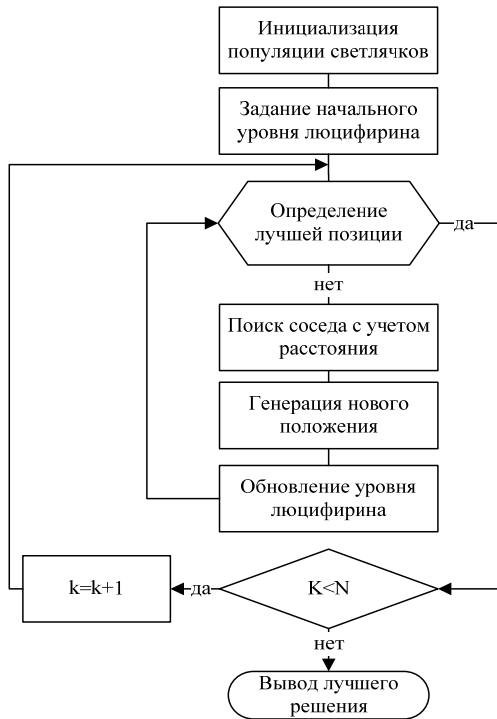 Инициализация
популяции светлячков
Задание начального
уровня люцифирина
Определение
лучшей позиции
да
нет
Поиск соседа с учетом
расстояния
Генерация нового
положения
Обновление уровня
люцифирина
k=k+1
да
K<N
нет
Вывод лучшего
решения